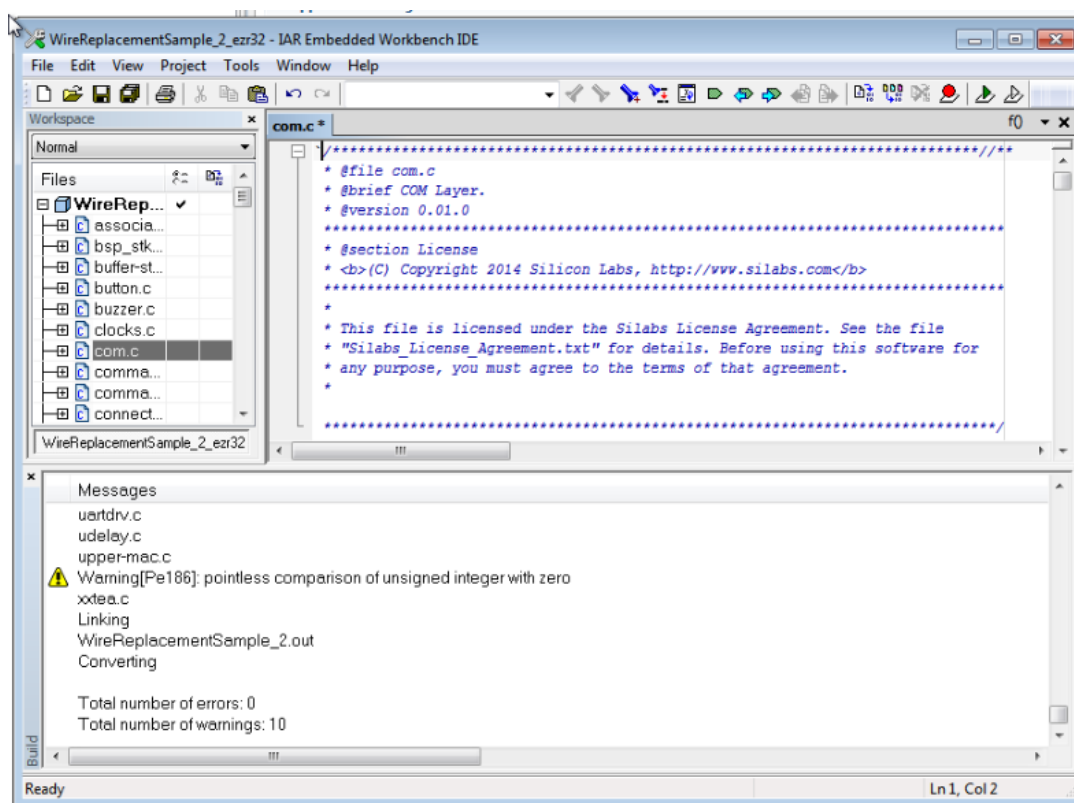 WireReplacementSample_2_ezr32 - IAR Embedded Workbench IDE
File Edit View Project Tools Window Help
Workspace
Normal
Files
WireRep...
associa...
bsp_stk...
buffer-st...
button.c
buzzer.c
clocks.c
com.c
comma...
comma...
connect...
WireReplacementSample_2_ezr32
com.c *
f()
`/*****************************************************************************//**
* @file com.c
* @brief COM Layer.
* @version 0.01.0
*******************************************************************************
* @section License
* <b>(C) Copyright 2014 Silicon Labs, http://www.silabs.com</b>
*******************************************************************************
*
* This file is licensed under the Silabs License Agreement. See the file
* "Silabs_License_Agreement.txt" for details. Before using this software for
* any purpose, you must agree to the terms of that agreement.
*
******************************************************************************/
Messages
uartdrv.c
udelay.c
upper-mac.c
Warning[Pe186]: pointless comparison of unsigned integer with zero
xxtea.c
Linking
WireReplacementSample_2.out
Converting
Total number of errors: 0
Total number of warnings: 10
Build
Ready
Ln 1, Col 2